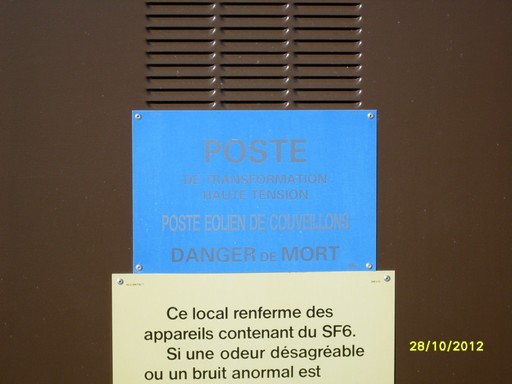 POSTE
DE TRANSFORMATION
HAUTE TENSION
POSTE EOLIEN DE COUVEILLONS
DANGER DE MORT
Ce local renferme des
appareils contenant du SF6.
Si une odeur désagréable
ou un bruit anormal est
28/10/2012